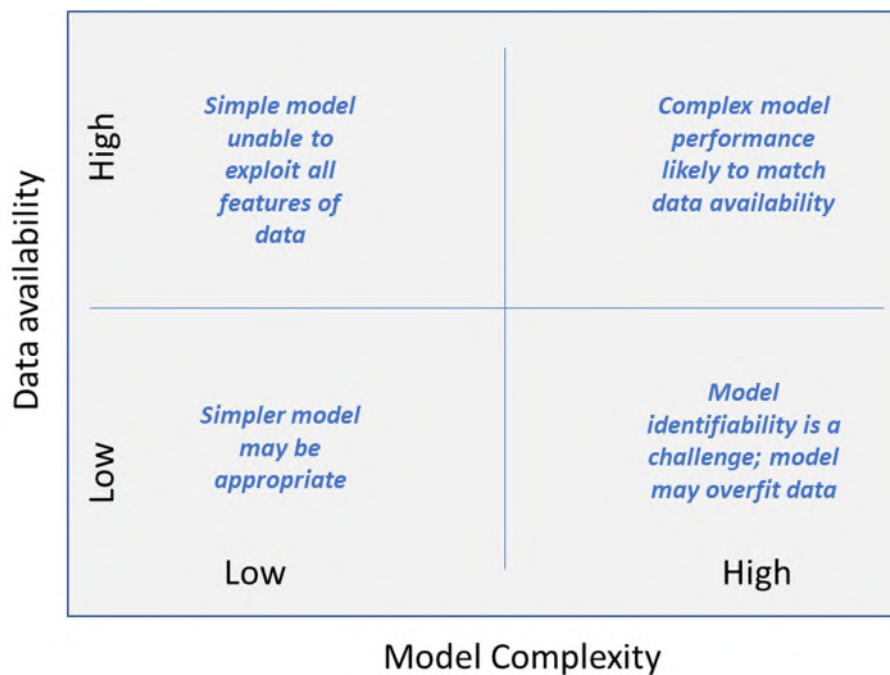 Data availability
High
Simple model
unable to
exploit all
features of
data
Complex model
performance
likely to match
data availability
Low
Simpler model
may be
appropriate
Model
identifiability is a
challenge; model
may overfit data
Low
High
Model Complexity